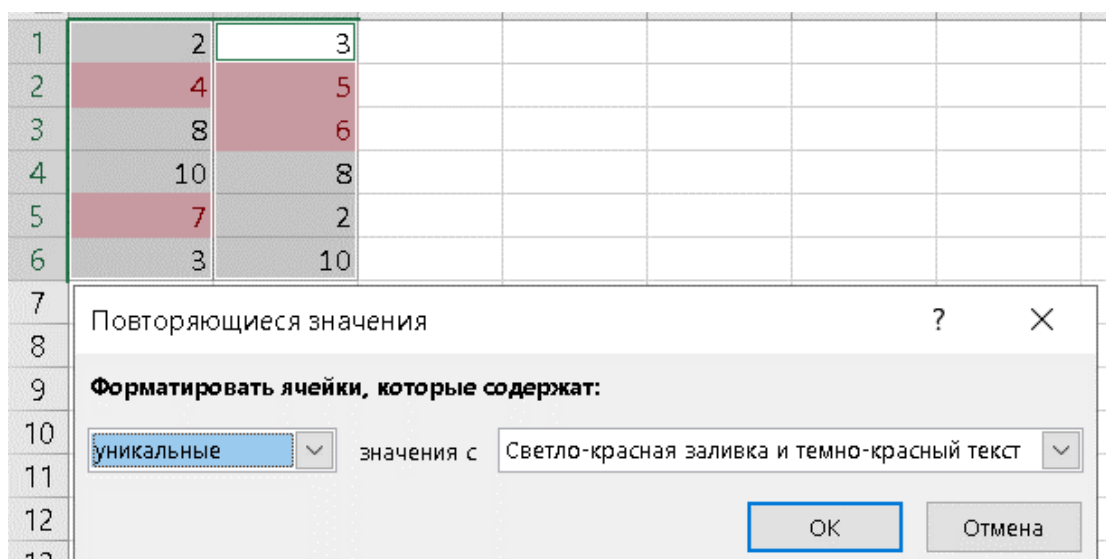 1 2 3
2 4 5
3 8 6
4 10 8
5 7 2
6 3 10
7
Повторяющиеся значения ? ×
8
9 Форматировать ячейки, которые содержат:
10
уникальные значения с Светло-красная заливка и темно-красный текст
11
12 ОК Отмена
13